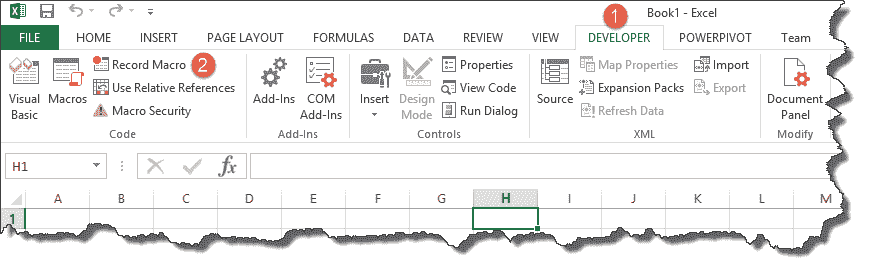 1
Book1 - Excel
FILE HOME INSERT PAGE LAYOUT FORMULAS DATA REVIEW VIEW DEVELOPER POWERPIVOT Team
Visual Basic
Macros
Record Macro 2
Use Relative References
Macro Security
Code
Add-Ins
COM Add-Ins
Add-Ins
Insert
Design Mode
Properties
View Code
Run Dialog
Controls
Source
Map Properties
Expansion Packs
Refresh Data
Import
Export
XML
Document Panel
Modify
H1 fx
A B C D E F G H I J K L M
1